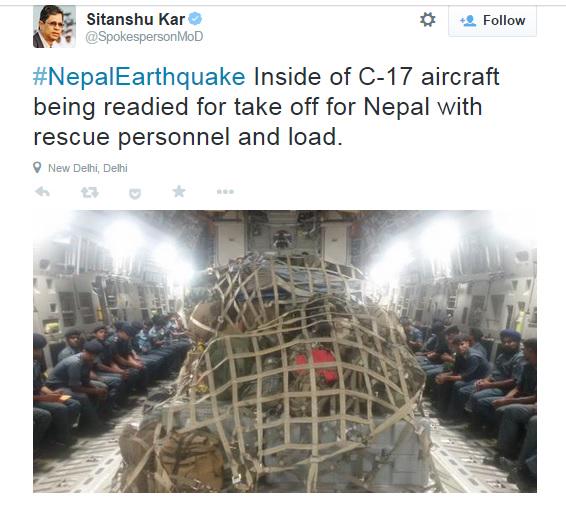 Sitanshu Kar
@SpokespersonMoD
Follow
#NepalEarthquake Inside of C-17 aircraft
being readied for take off for Nepal with
rescue personnel and load.
New Delhi, Delhi